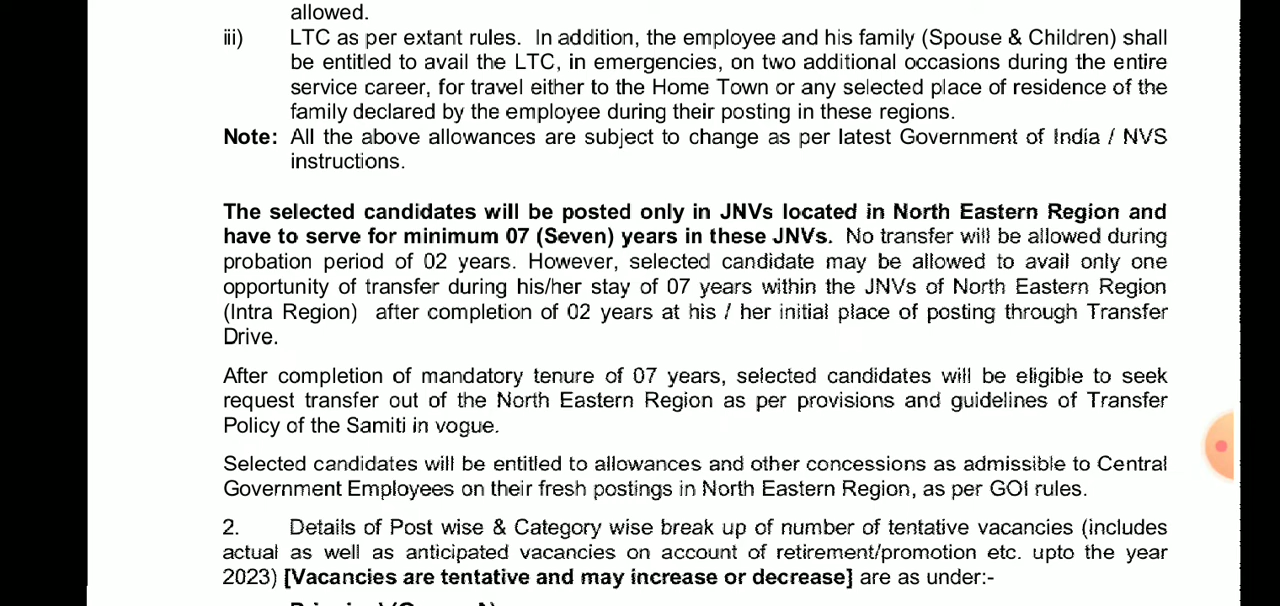 allowed.
iii) LTC as per extant rules. In addition, the employee and his family (Spouse & Children) shall
be entitled to avail the LTC, in emergencies, on two additional occasions during the entire
service career, for travel either to the Home Town or any selected place of residence of the
family declared by the employee during their posting in these regions.
Note: All the above allowances are subject to change as per latest Government of India / NVS
instructions.
The selected candidates will be posted only in JNVs located in North Eastern Region and
have to serve for minimum 07 (Seven) years in these JNVs. No transfer will be allowed during
probation period of 02 years. However, selected candidate may be allowed to avail only one
opportunity of transfer during his/her stay of 07 years within the JNVs of North Eastern Region
(Intra Region) after completion of 02 years at his / her initial place of posting through Transfer
Drive.
After completion of mandatory tenure of 07 years, selected candidates will be eligible to seek
request transfer out of the North Eastern Region as per provisions and guidelines of Transfer
Policy of the Samiti in vogue.
Selected candidates will be entitled to allowances and other concessions as admissible to Central
Government Employees on their fresh postings in North Eastern Region, as per GOI rules.
2. Details of Post wise & Category wise break up of number of tentative vacancies (includes
actual as well as anticipated vacancies on account of retirement/promotion etc. upto the year
2023) [Vacancies are tentative and may increase or decrease] are as under:-